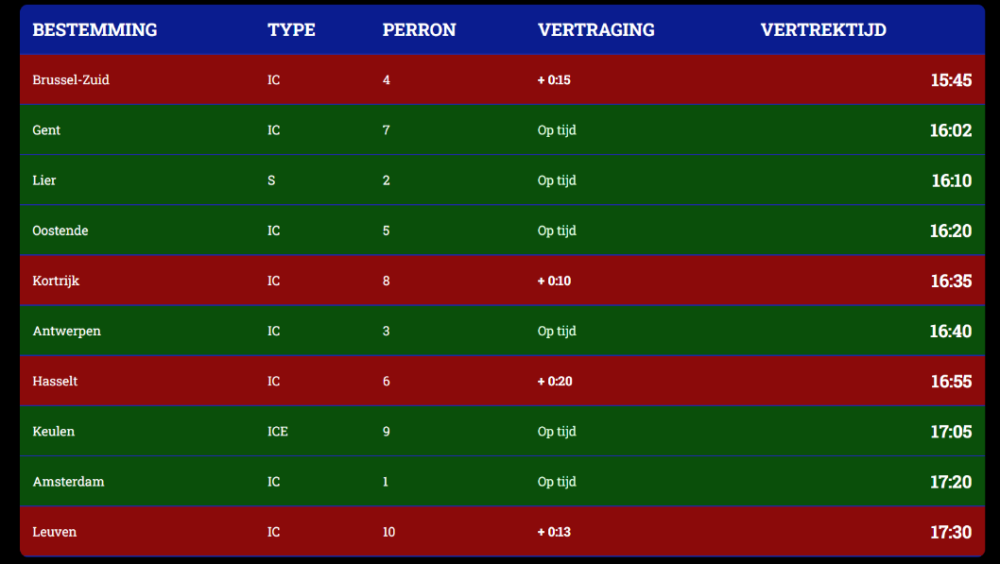 BESTEMMING TYPE PERRON VERTRAGING VERTREKTIJD
Brussel-Zuid IC 4 + 0:15 15:45
Gent IC 7 Op tijd 16:02
Lier S 2 Op tijd 16:10
Oostende IC 5 Op tijd 16:20
Kortrijk IC 8 + 0:10 16:35
Antwerpen IC 3 Op tijd 16:40
Hasselt IC 6 + 0:20 16:55
Keulen ICE 9 Op tijd 17:05
Amsterdam IC 1 Op tijd 17:20
Leuven IC 10 + 0:13 17:30